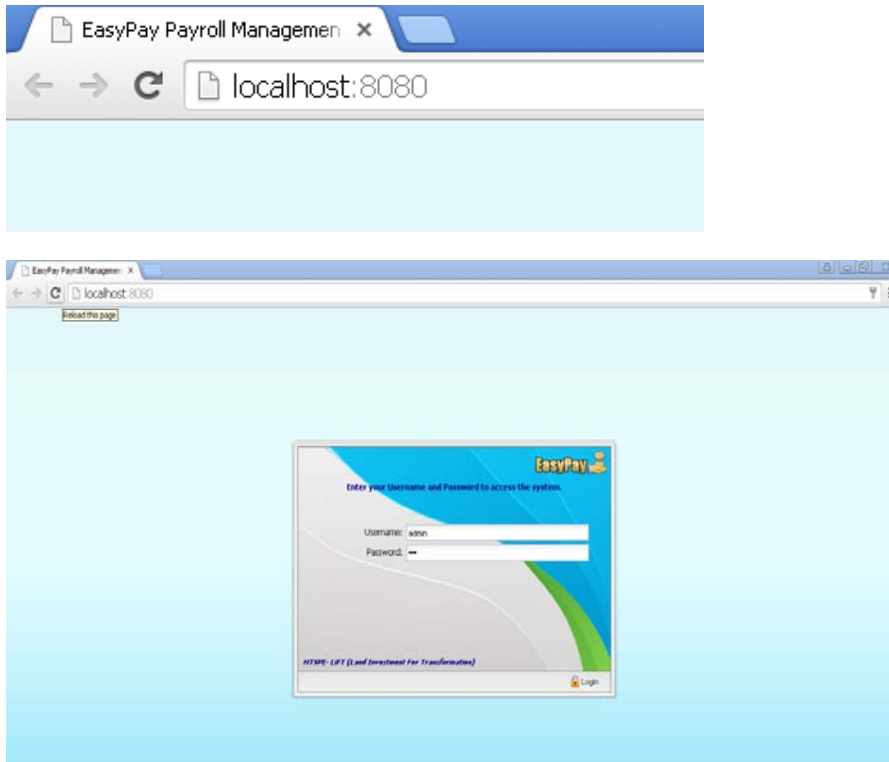 EasyPay Payroll Managemen
localhost:8080
EasyPay Payroll Managemen
localhost:8080
Reload this page
EasyPay
Enter your Username and Password to access the system.
Username: admin
Password: •••
LIFT (Land Investment For Transformation)
Login